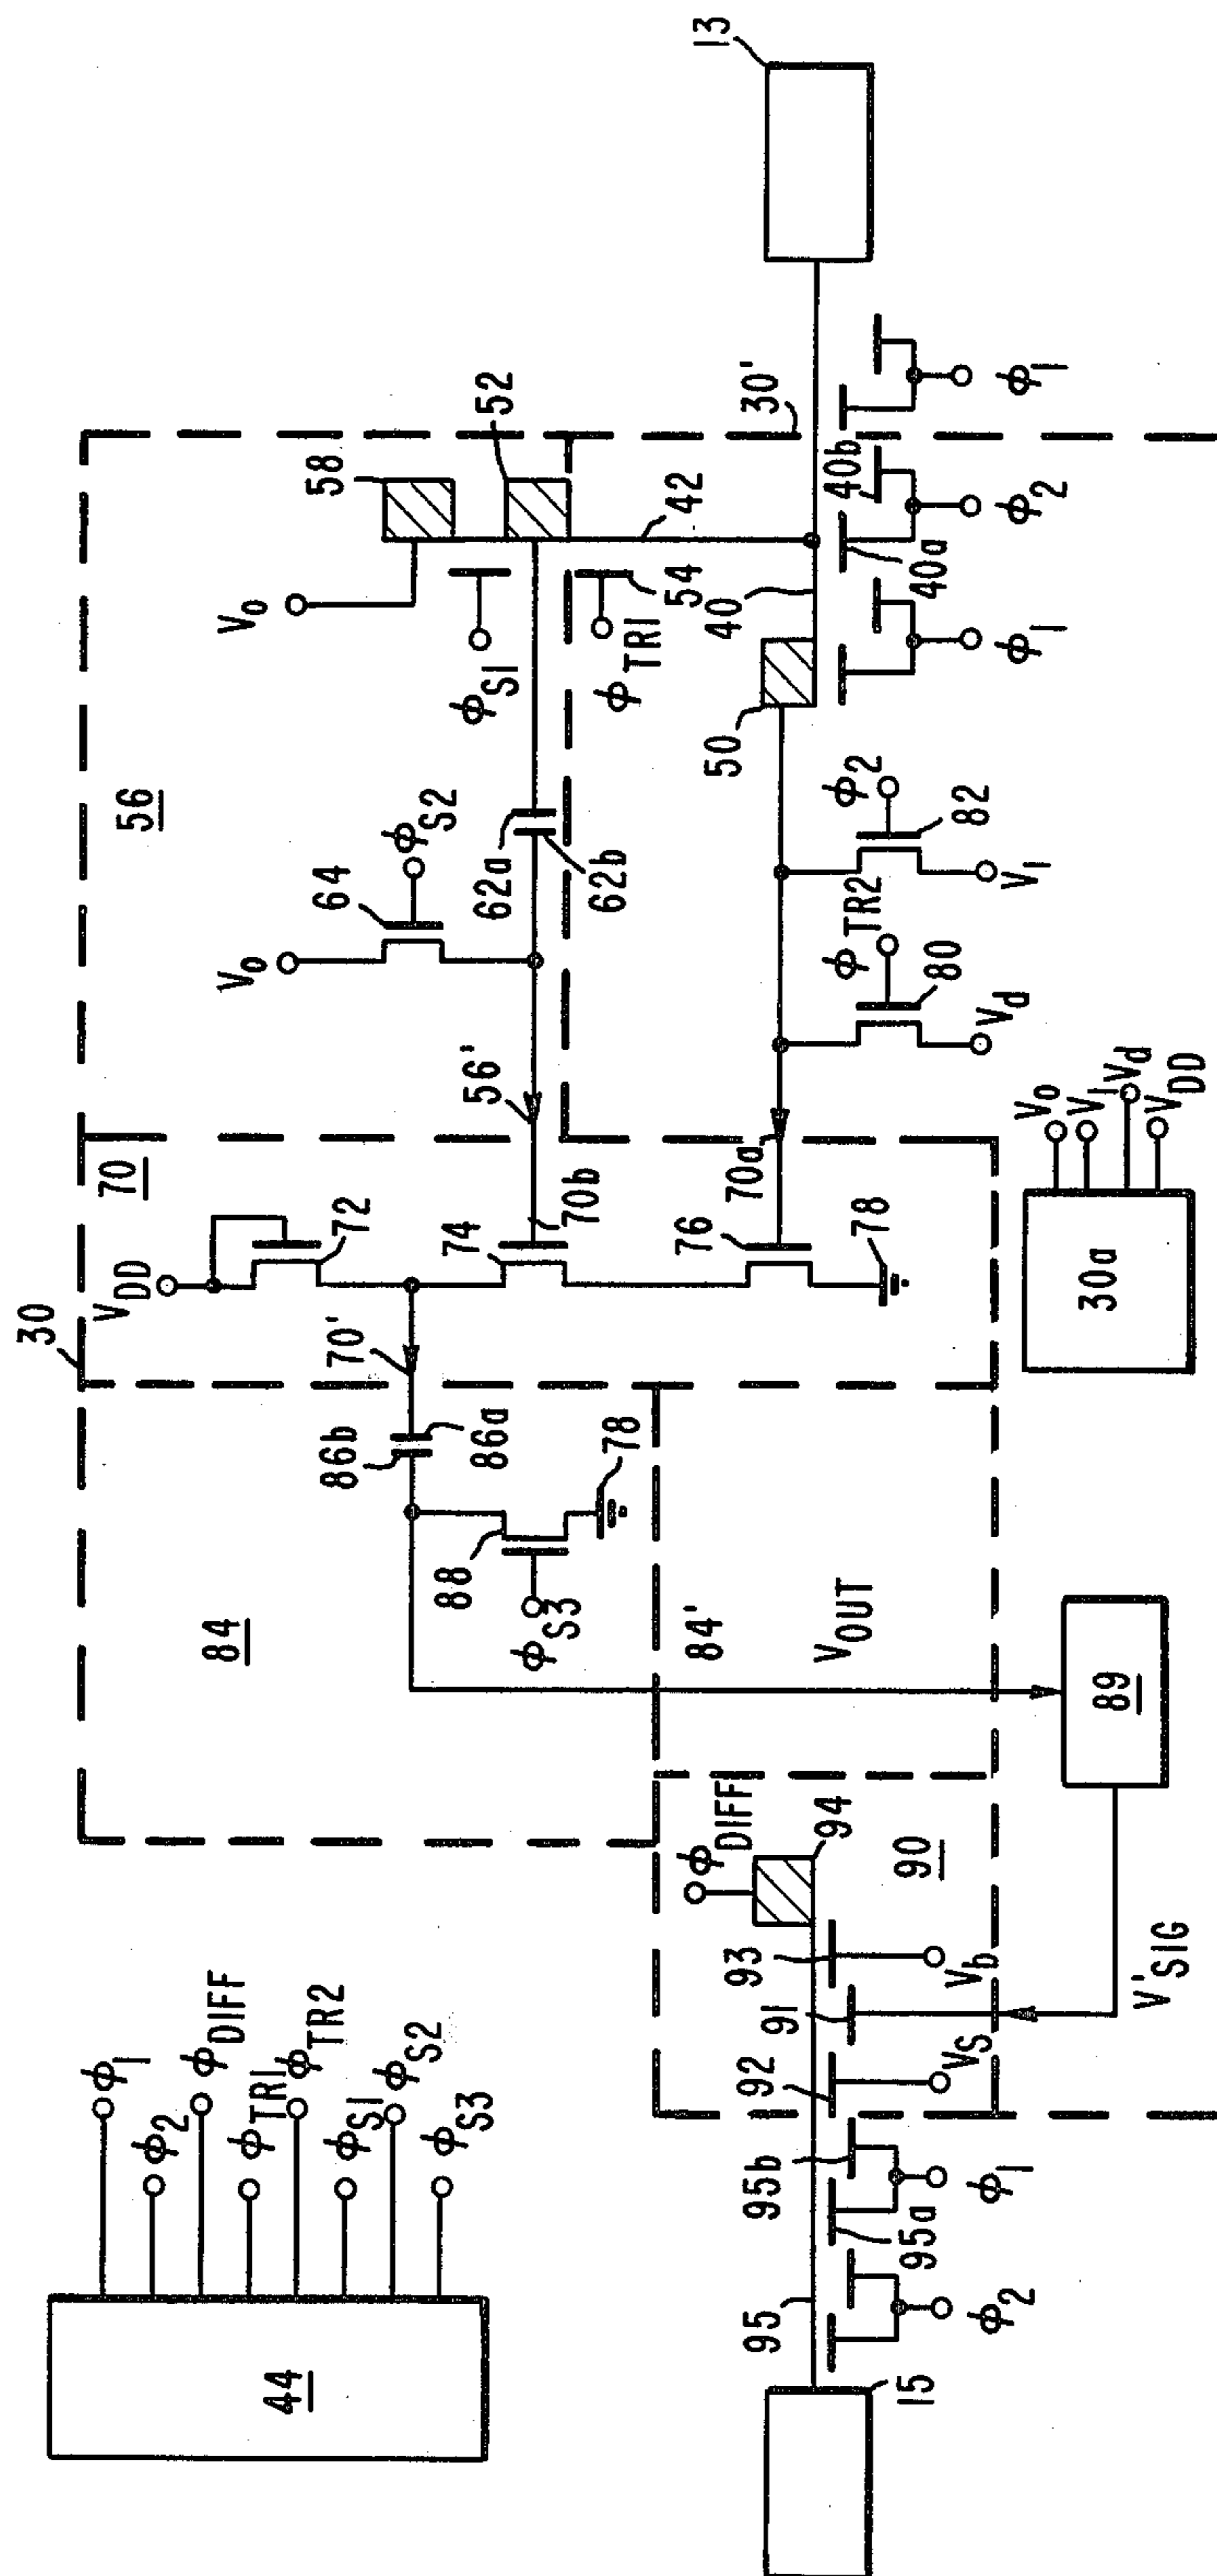 44
ϕ1
ϕ2
ϕDIFF
ϕTR1
ϕTR2
ϕS1
ϕS2
ϕS3
30
84
86b
86a
88
78
ϕS3
70'
70
VDD
72
74
70b
76
70a
78
56
56'
V0
64
ϕS2
62a
62b
V0
58
ϕS1
52
ϕTR1
54
42
84'
VOUT
89
ϕDIFF
94
90
93
Vb
91
V'SIG
92
VS
95b
95a
ϕ1
95
ϕ2
15
30a
V0
V1
Vd
VDD
ϕTR2
80
Vd
ϕ2
82
V1
50
40
ϕ1
40a
40b
ϕ2
30'
ϕ1
13